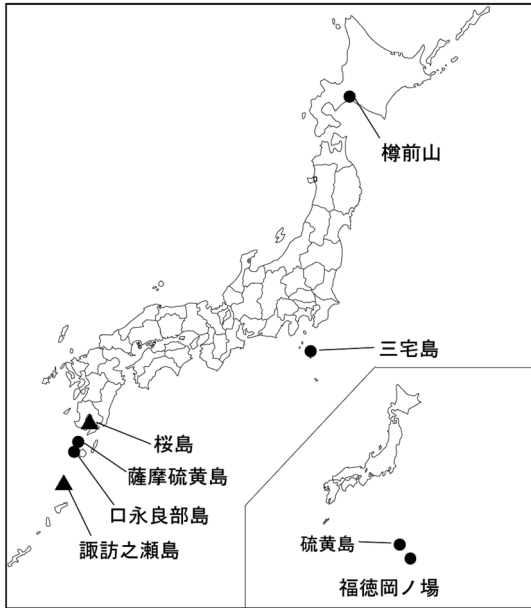 樽前山
三宅島
桜島
薩摩硫黄島
口永良部島
諏訪之瀬島
硫黄島
福徳岡ノ場